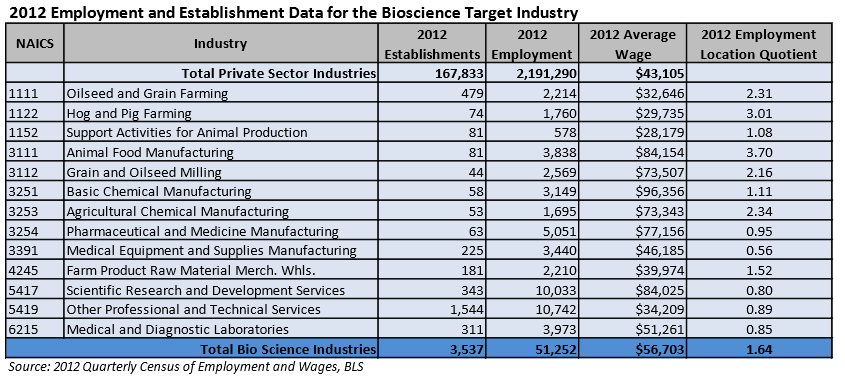 2012 Employment and Establishment Data for the Bioscience Target Industry
NAICS Industry 2012 Establishments 2012 Employment 2012 Average Wage 2012 Employment Location Quotient
Total Private Sector Industries 167,833 2,191,290 $43,105
1111 Oilseed and Grain Farming 479 2,214 $32,646 2.31
1122 Hog and Pig Farming 74 1,760 $29,735 3.01
1152 Support Activities for Animal Production 81 578 $28,179 1.08
3111 Animal Food Manufacturing 81 3,838 $84,154 3.70
3112 Grain and Oilseed Milling 44 2,569 $73,507 2.16
3251 Basic Chemical Manufacturing 58 3,149 $96,356 1.11
3253 Agricultural Chemical Manufacturing 53 1,695 $73,343 2.34
3254 Pharmaceutical and Medicine Manufacturing 63 5,051 $77,156 0.95
3391 Medical Equipment and Supplies Manufacturing 225 3,440 $46,185 0.56
4245 Farm Product Raw Material Merch. Whls. 181 2,210 $39,974 1.52
5417 Scientific Research and Development Services 343 10,033 $84,025 0.80
5419 Other Professional and Technical Services 1,544 10,742 $34,209 0.89
6215 Medical and Diagnostic Laboratories 311 3,973 $51,261 0.85
Total Bio Science Industries 3,537 51,252 $56,703 1.64
Source: 2012 Quarterly Census of Employment and Wages, BLS